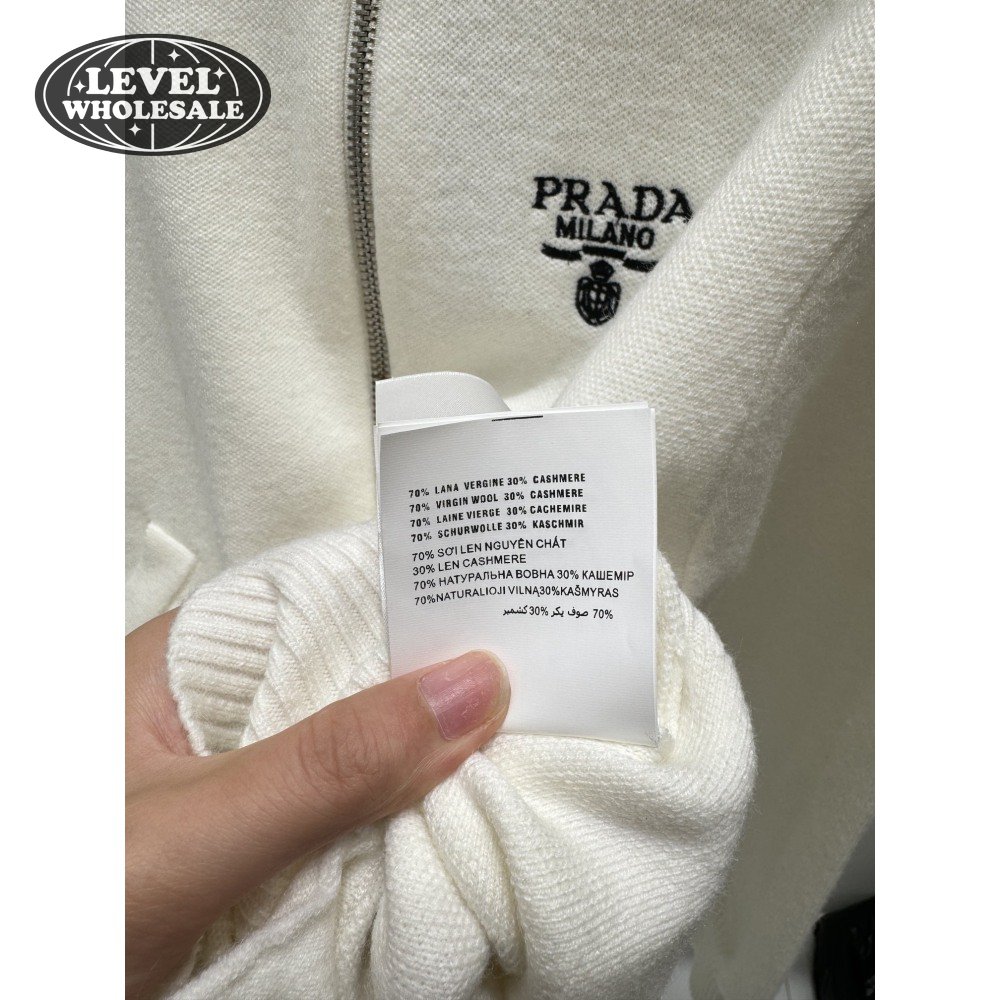 LEVEL
WHOLESALE
PRADA
MILANO
70% LANA VERGINE 30% CASHMERE
70% VIRGIN WOOL 30% CASHMERE
70% LAINE VIERGE 30% CACHEMIRE
70% SCHURWOLLE 30% KASCHMIR
70% SƠI LEN NGUYÊN CHẤT
30% LEN CASHMERE
70% НАТУРАЛЬНА ВОВНА 30% КАШЕМІР
70%NATURALIOJI VILNĄ30%KAŠMYRAS
70% صوف بكر 30% كشمير